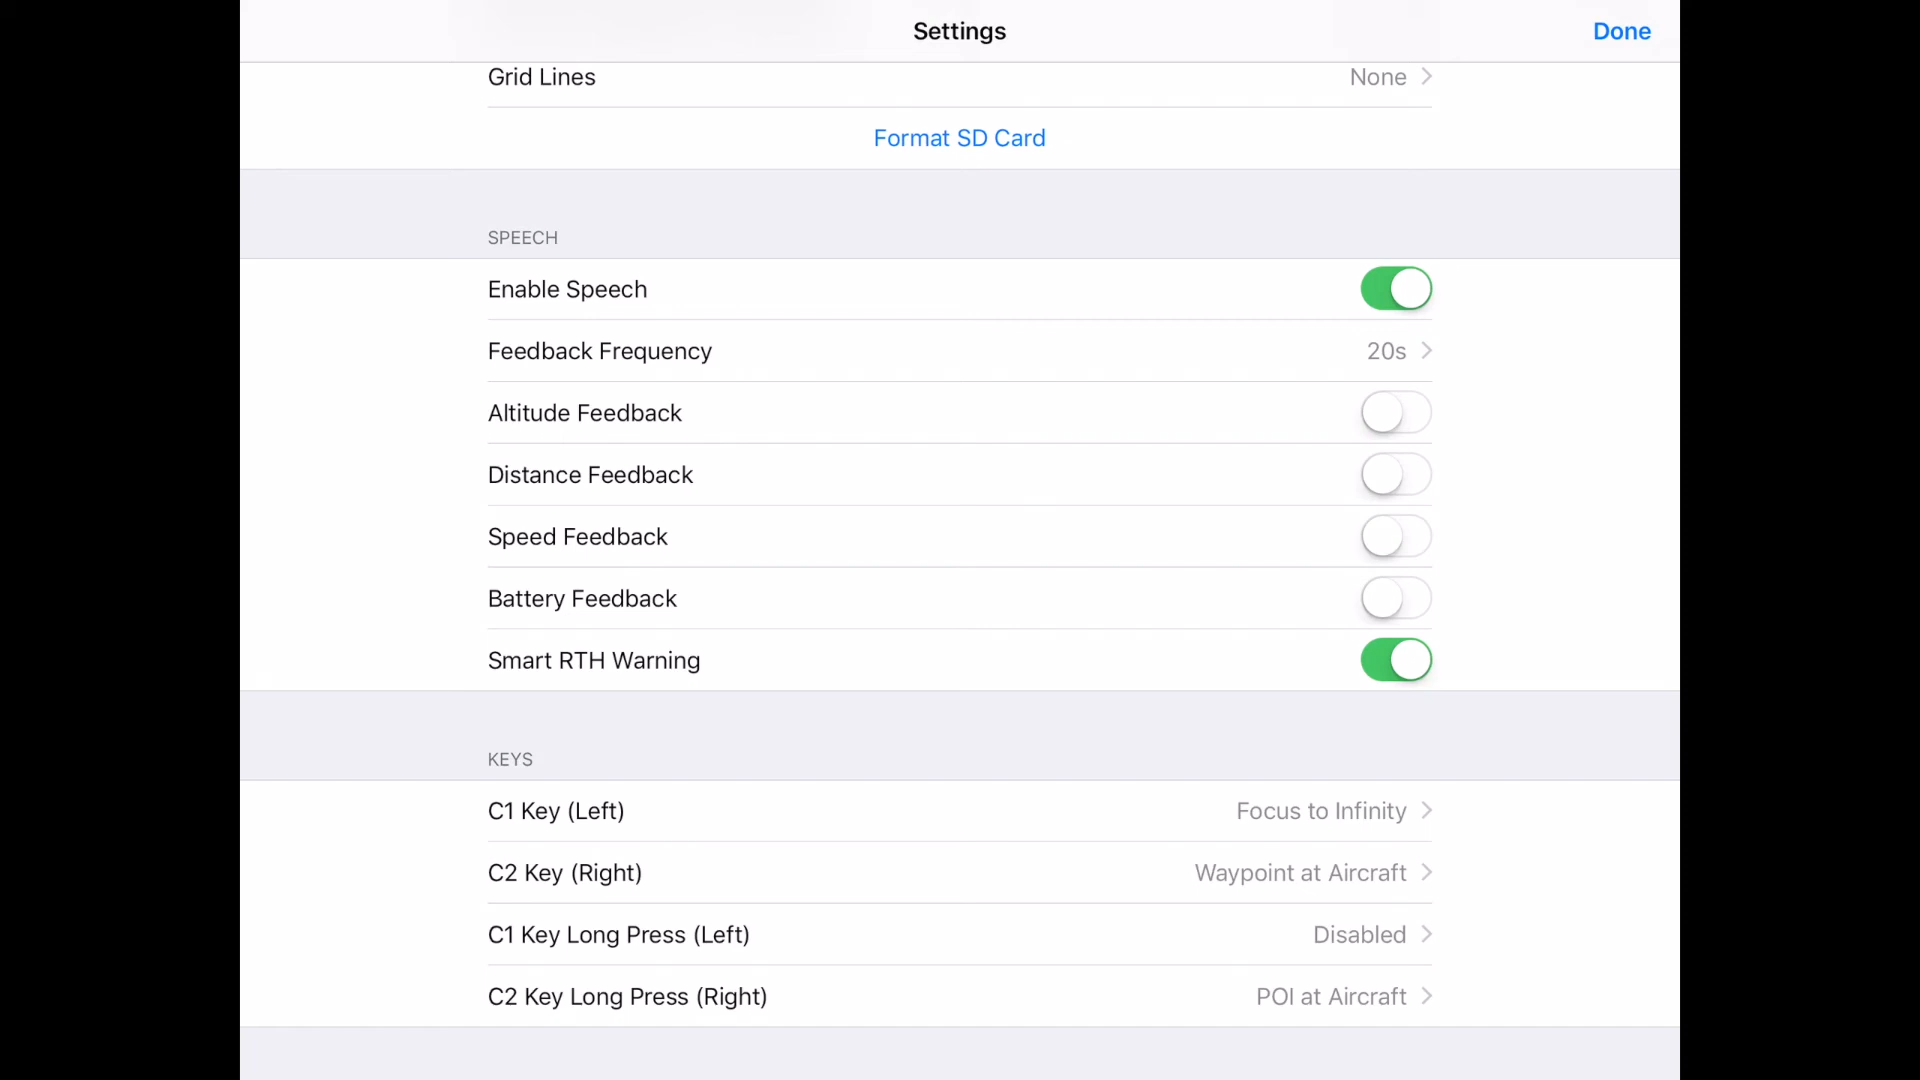 Settings
Done
Grid Lines None
Format SD Card
SPEECH
Enable Speech
Feedback Frequency 20s
Altitude Feedback
Distance Feedback
Speed Feedback
Battery Feedback
Smart RTH Warning
KEYS
C1 Key (Left) Focus to Infinity
C2 Key (Right) Waypoint at Aircraft
C1 Key Long Press (Left) Disabled
C2 Key Long Press (Right) POI at Aircraft